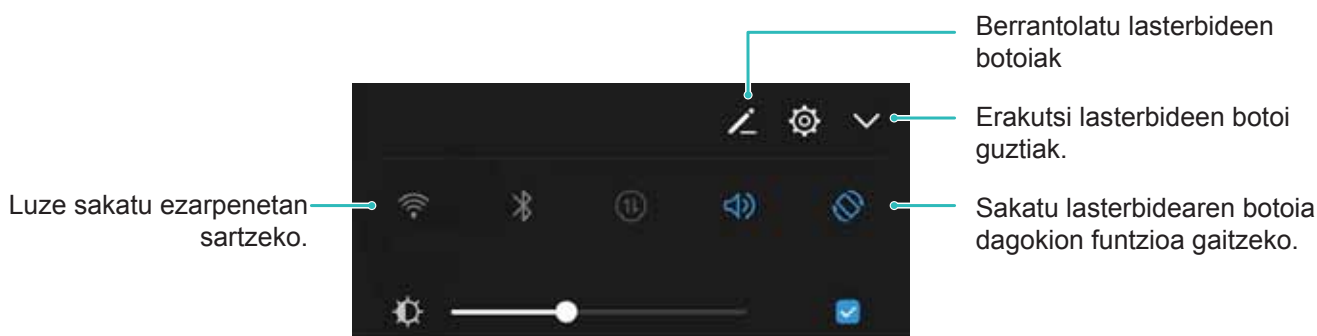 Berrantolatu lasterbideen
botoiak
Erakutsi lasterbideen botoi
guztiak.
Luze sakatu ezarpenetan
sartzeko.
Sakatu lasterbidearen botoia
dagokion funtzioa gaitzeko.